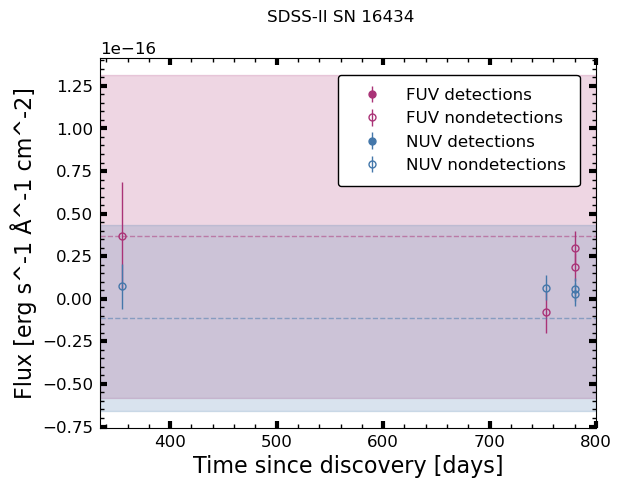 SDSS-II SN 16434
1e−16
Flux [erg s^-1 Å^-1 cm^-2]
1.25
1.00
0.75
0.50
0.25
0.00
−0.25
−0.50
−0.75
FUV detections
FUV nondetections
NUV detections
NUV nondetections
400
500
600
700
800
Time since discovery [days]